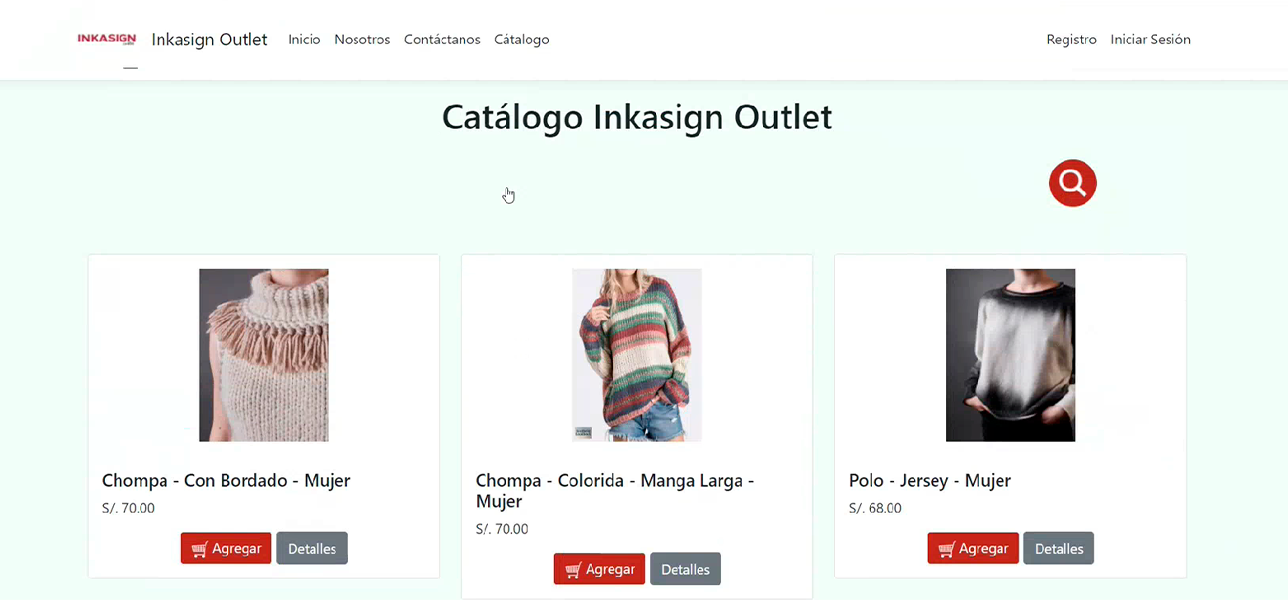 INKASIGN
Inkasign Outlet Inicio Nosotros Contáctanos Cátalogo Registro Iniciar Sesión
Catálogo Inkasign Outlet
Chompa - Con Bordado - Mujer
S/. 70.00
Agregar Detalles
Chompa - Colorida - Manga Larga -
Mujer
S/. 70.00
Agregar Detalles
Polo - Jersey - Mujer
S/. 68.00
Agregar Detalles